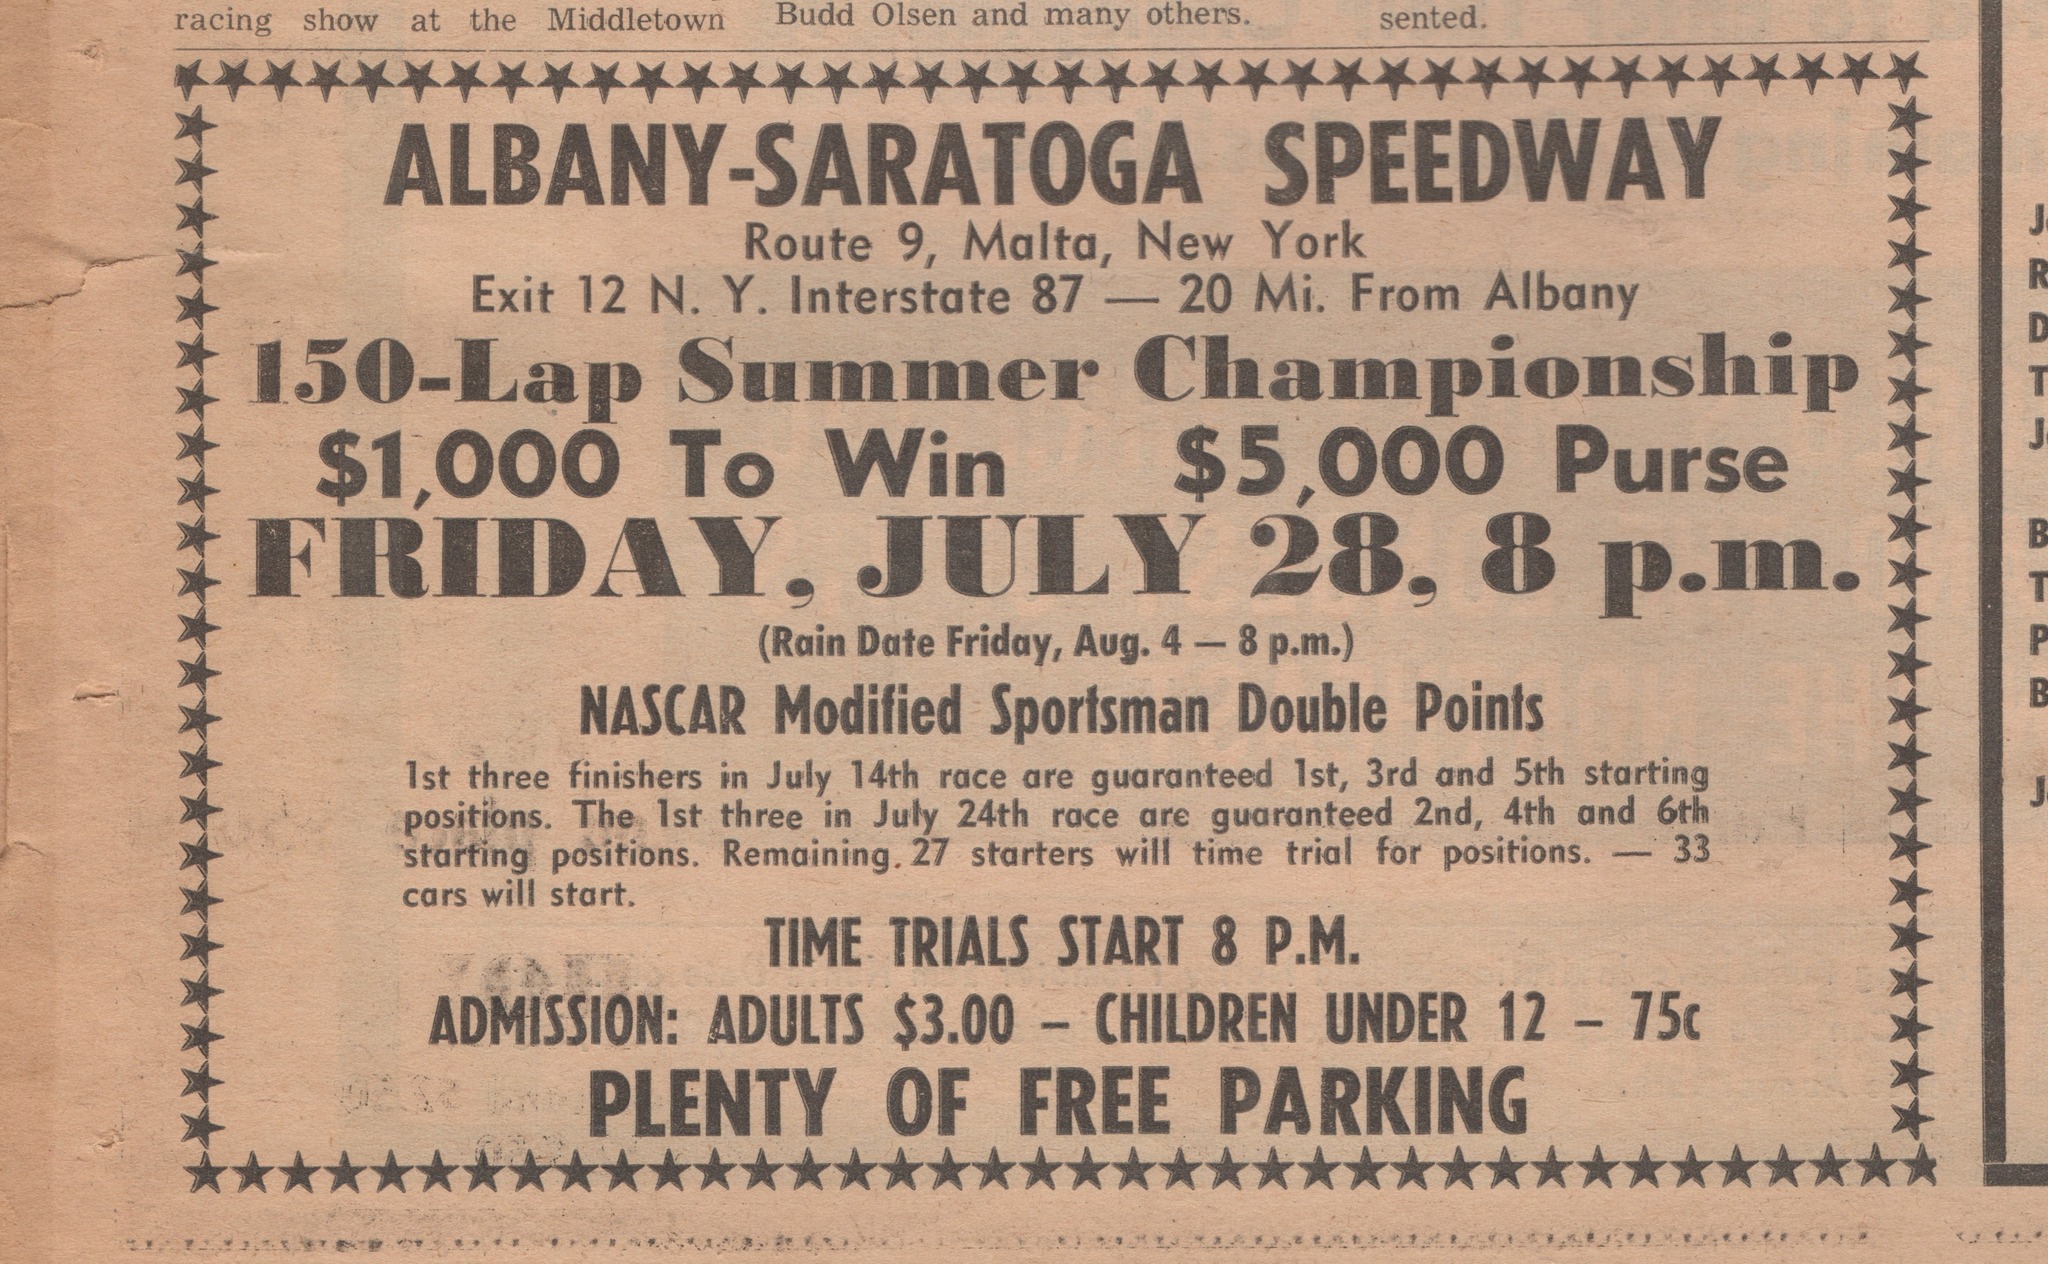 racing show at the Middletown
Budd Olsen and many others.
sented.
ALBANY-SARATOGA SPEEDWAY
Route 9, Malta, New York
Exit 12 N. Y. Interstate 87 — 20 Mi. From Albany
150-Lap Summer Championship
$1,000 To Win $5,000 Purse
FRIDAY, JULY 28, 8 p.m.
(Rain Date Friday, Aug. 4 — 8 p.m.)
NASCAR Modified Sportsman Double Points
1st three finishers in July 14th race are guaranteed 1st, 3rd and 5th starting
positions. The 1st three in July 24th race are guaranteed 2nd, 4th and 6th
starting positions. Remaining 27 starters will time trial for positions. — 33
cars will start.
TIME TRIALS START 8 P.M.
ADMISSION: ADULTS $3.00 – CHILDREN UNDER 12 – 75c
PLENTY OF FREE PARKING